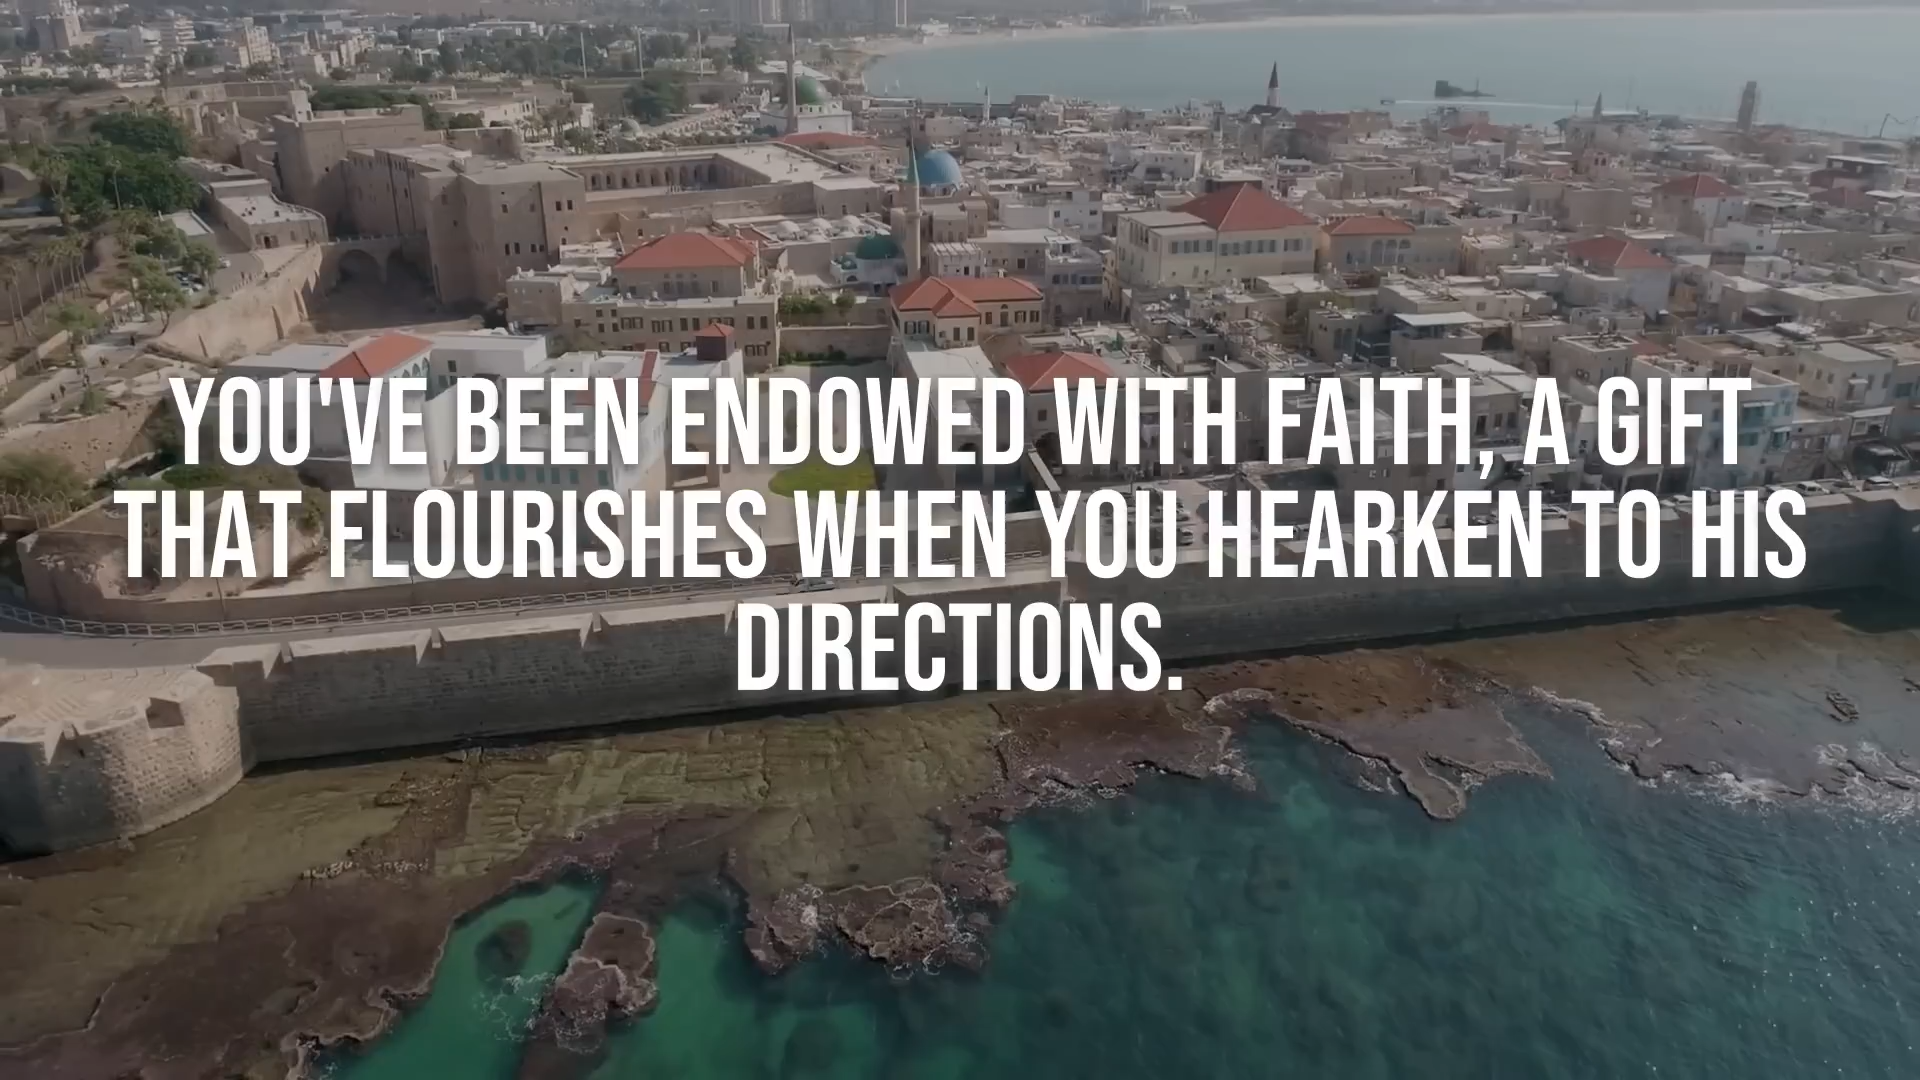 YOU'VE BEEN ENDOWED WITH FAITH, A GIFT
THAT FLOURISHES WHEN YOU HEARKEN TO HIS
DIRECTIONS.